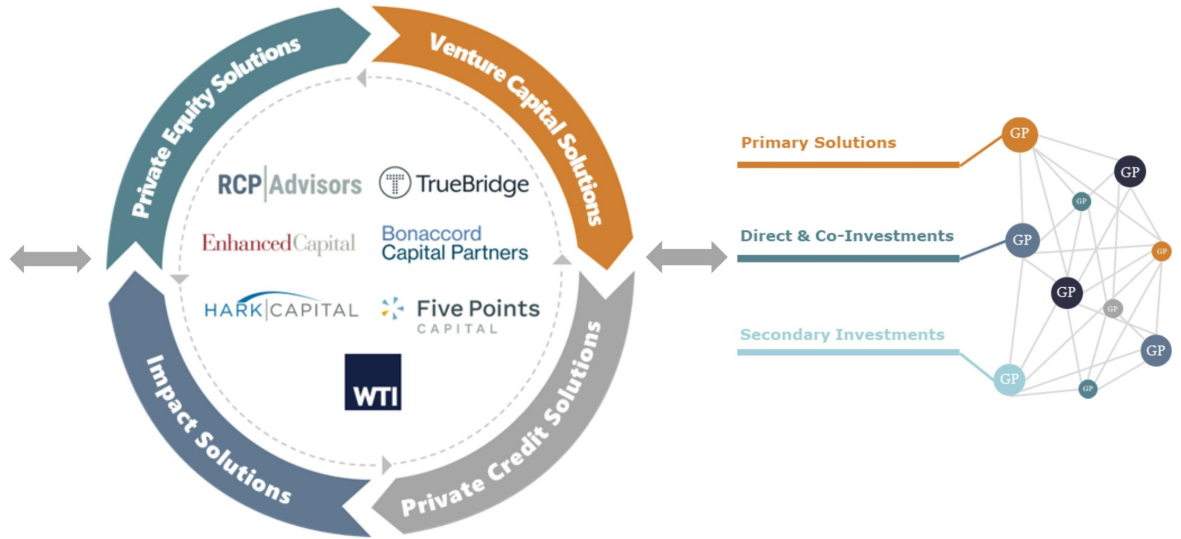 Private Equity Solutions
Venture Capital Solutions
RCP|Advisors
TrueBridge
EnhancedCapital
Bonaccord
Capital Partners
HARK|CAPITAL
Five Points
CAPITAL
WTI
Impact Solutions
Private Credit Solutions
Primary Solutions
Direct & Co-Investments
Secondary Investments
GP
GP
GP
GP
GP
GP
GP
GP
GP
GP